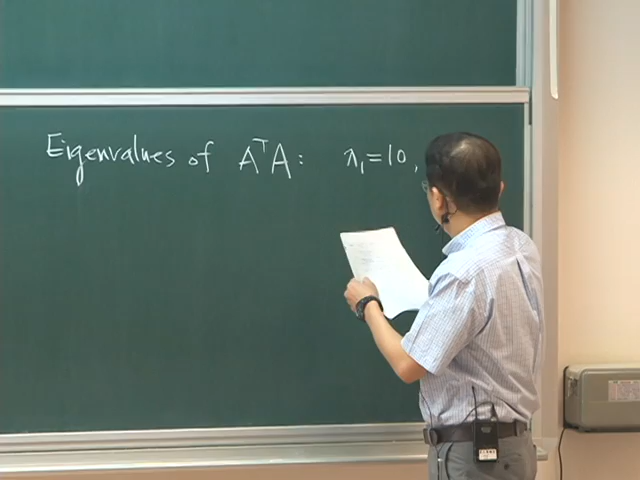 Eigenvalues of AᵀA: λ₁=10,